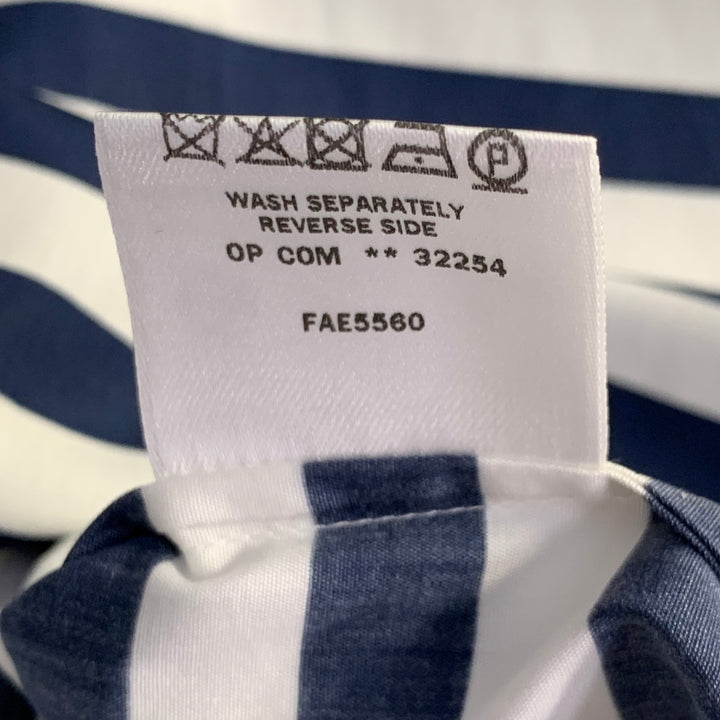 P
WASH SEPARATELY
REVERSE SIDE
OP COM ** 32254
FAE5560